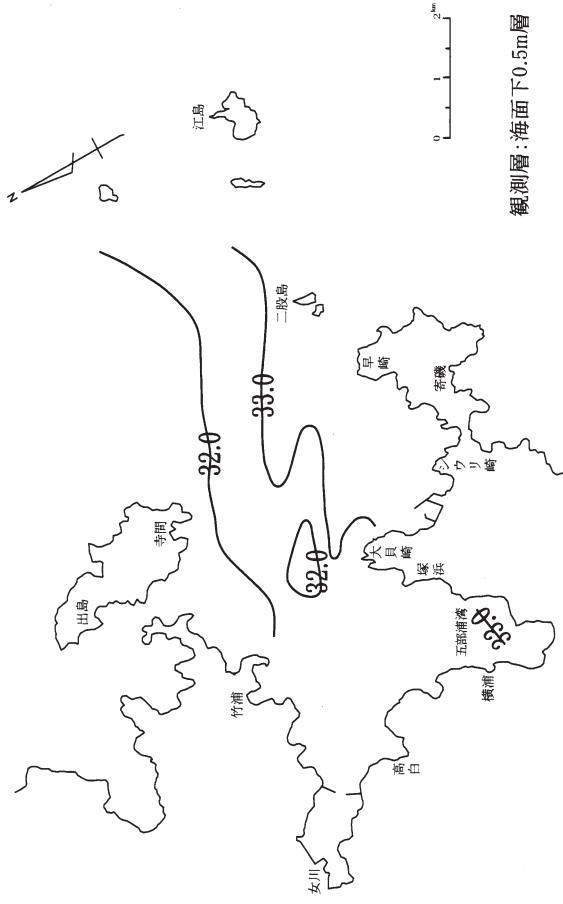 N
江島
0 1 2 km
観測層：海面下0.5m層
二股島
早崎
寄磯
シウリ崎
33.0
32.0
寺間
出島
32.0
大貝崎
塚浜
五部浦湾
33.0
横浦
竹浦
高白
女川